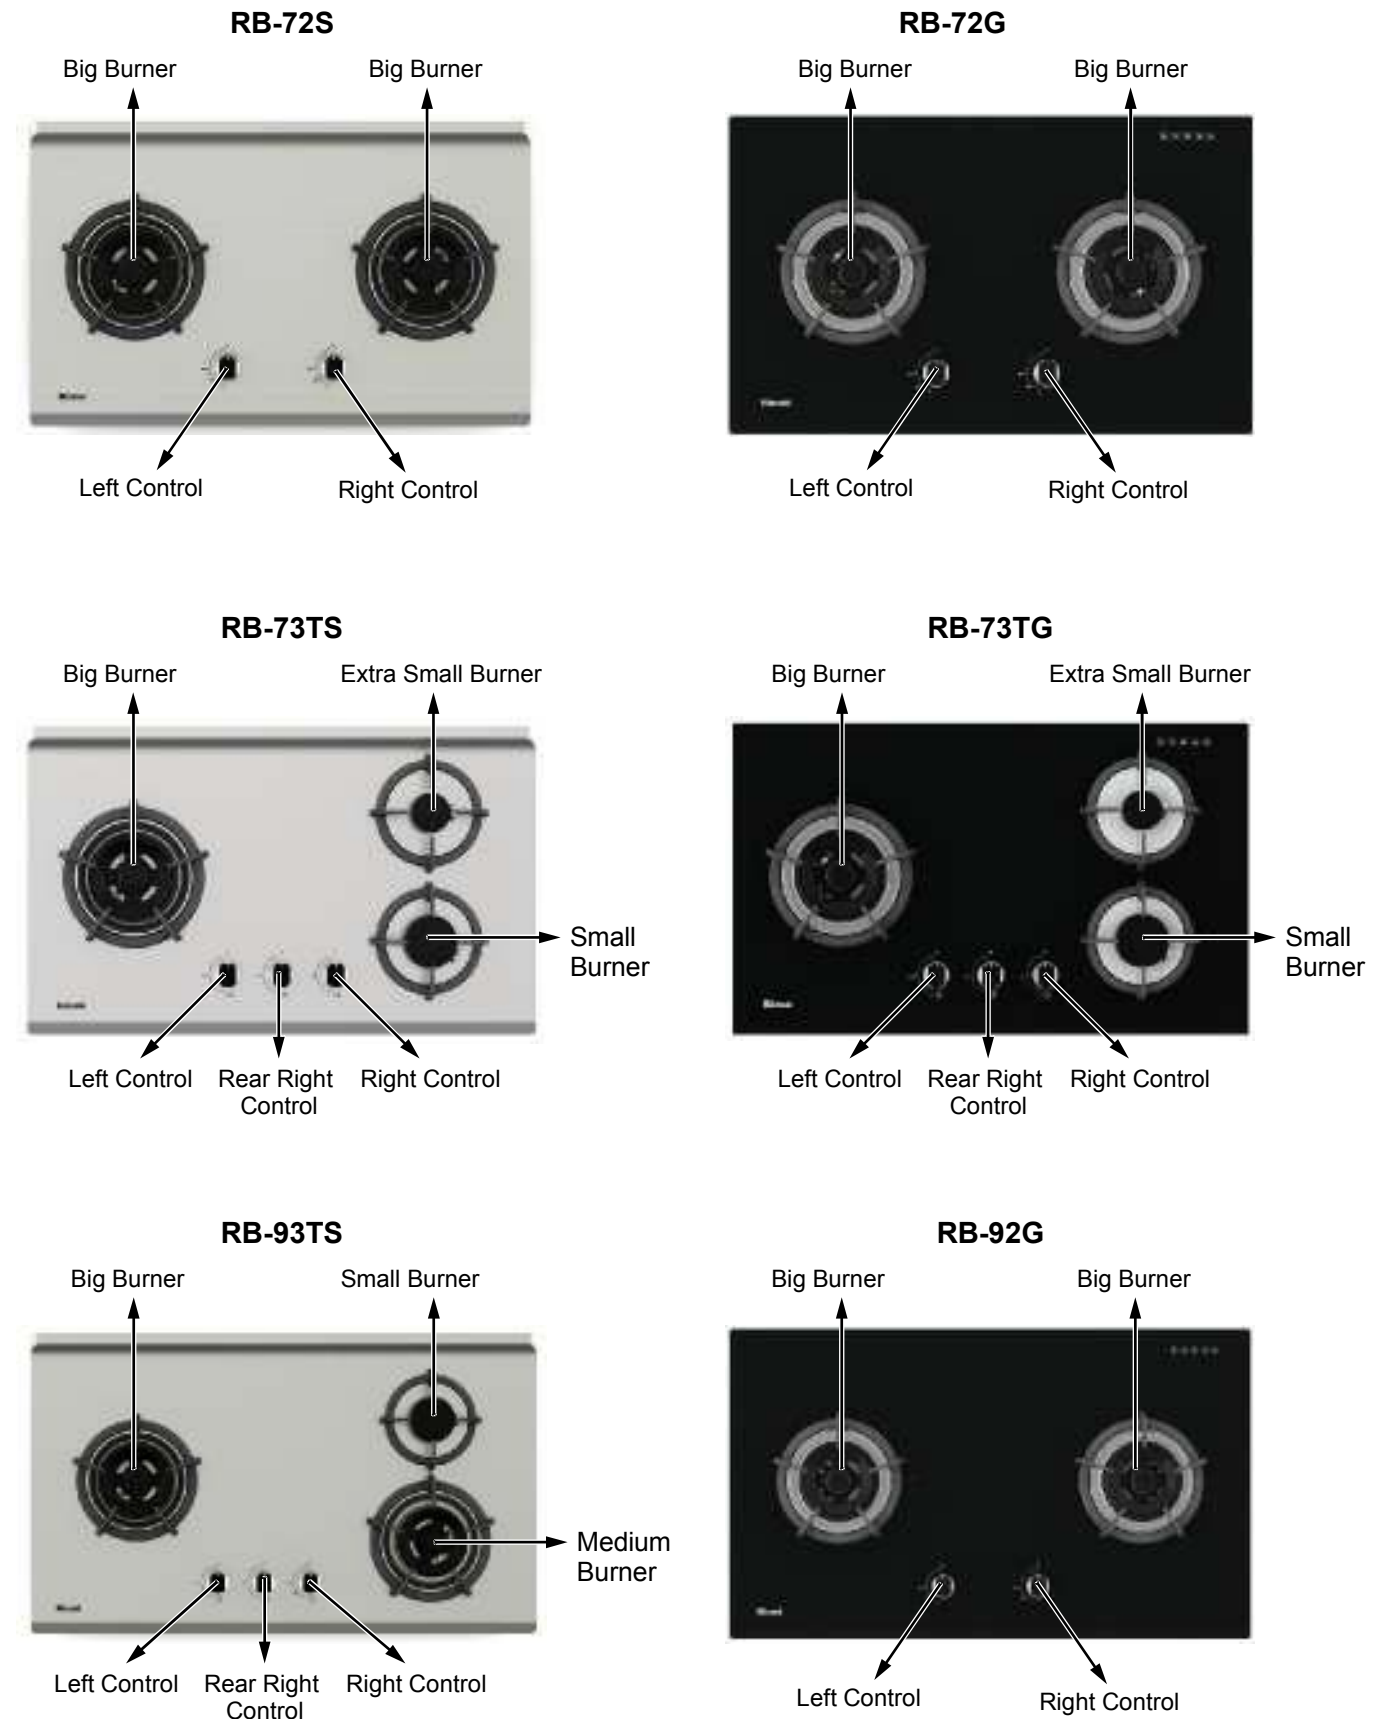 RB-72S
RB-72G
Big Burner
Big Burner
Big Burner
Big Burner
Left Control
Right Control
Left Control
Right Control
RB-73TS
RB-73TG
Big Burner
Extra Small Burner
Big Burner
Extra Small Burner
Small
Burner
Small
Burner
Left Control
Rear Right
Control
Right Control
Left Control
Rear Right
Control
Right Control
RB-93TS
RB-92G
Big Burner
Small Burner
Big Burner
Big Burner
Medium
Burner
Left Control
Rear Right
Control
Right Control
Left Control
Right Control